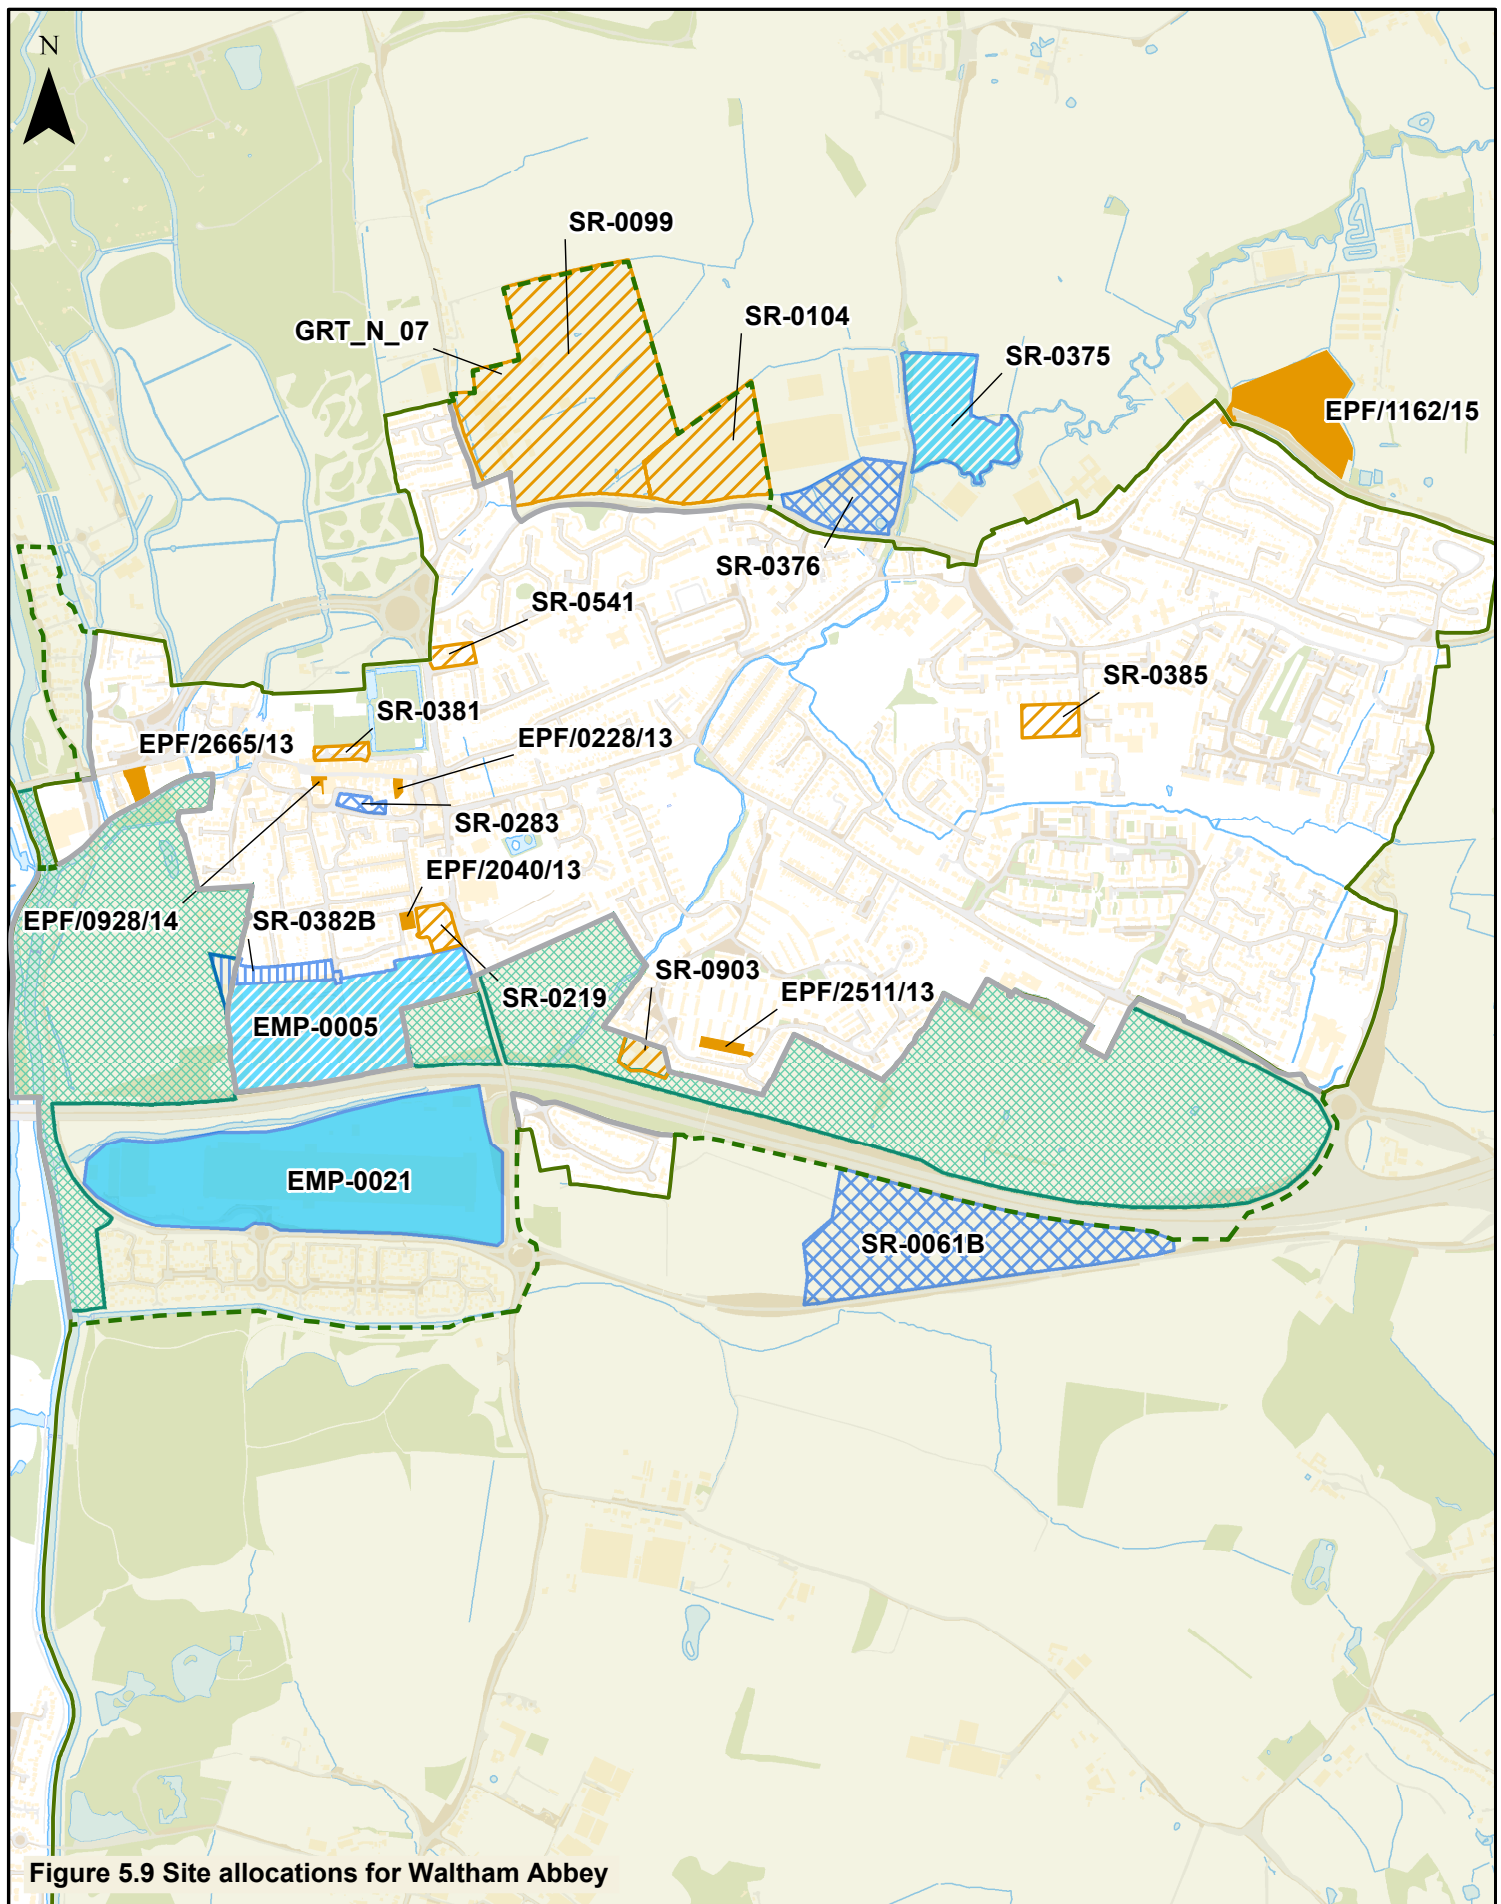 N
SR-0099
SR-0104
GRT_N_07
SR-0375
EPF/1162/15
SR-0376
SR-0541
SR-0385
SR-0381
EPF/2665/13
EPF/0228/13
SR-0283
EPF/2040/13
EPF/0928/14
SR-0382B
SR-0903
EPF/2511/13
SR-0219
EMP-0005
EMP-0021
SR-0061B
Figure 5.9 Site allocations for Waltham Abbey